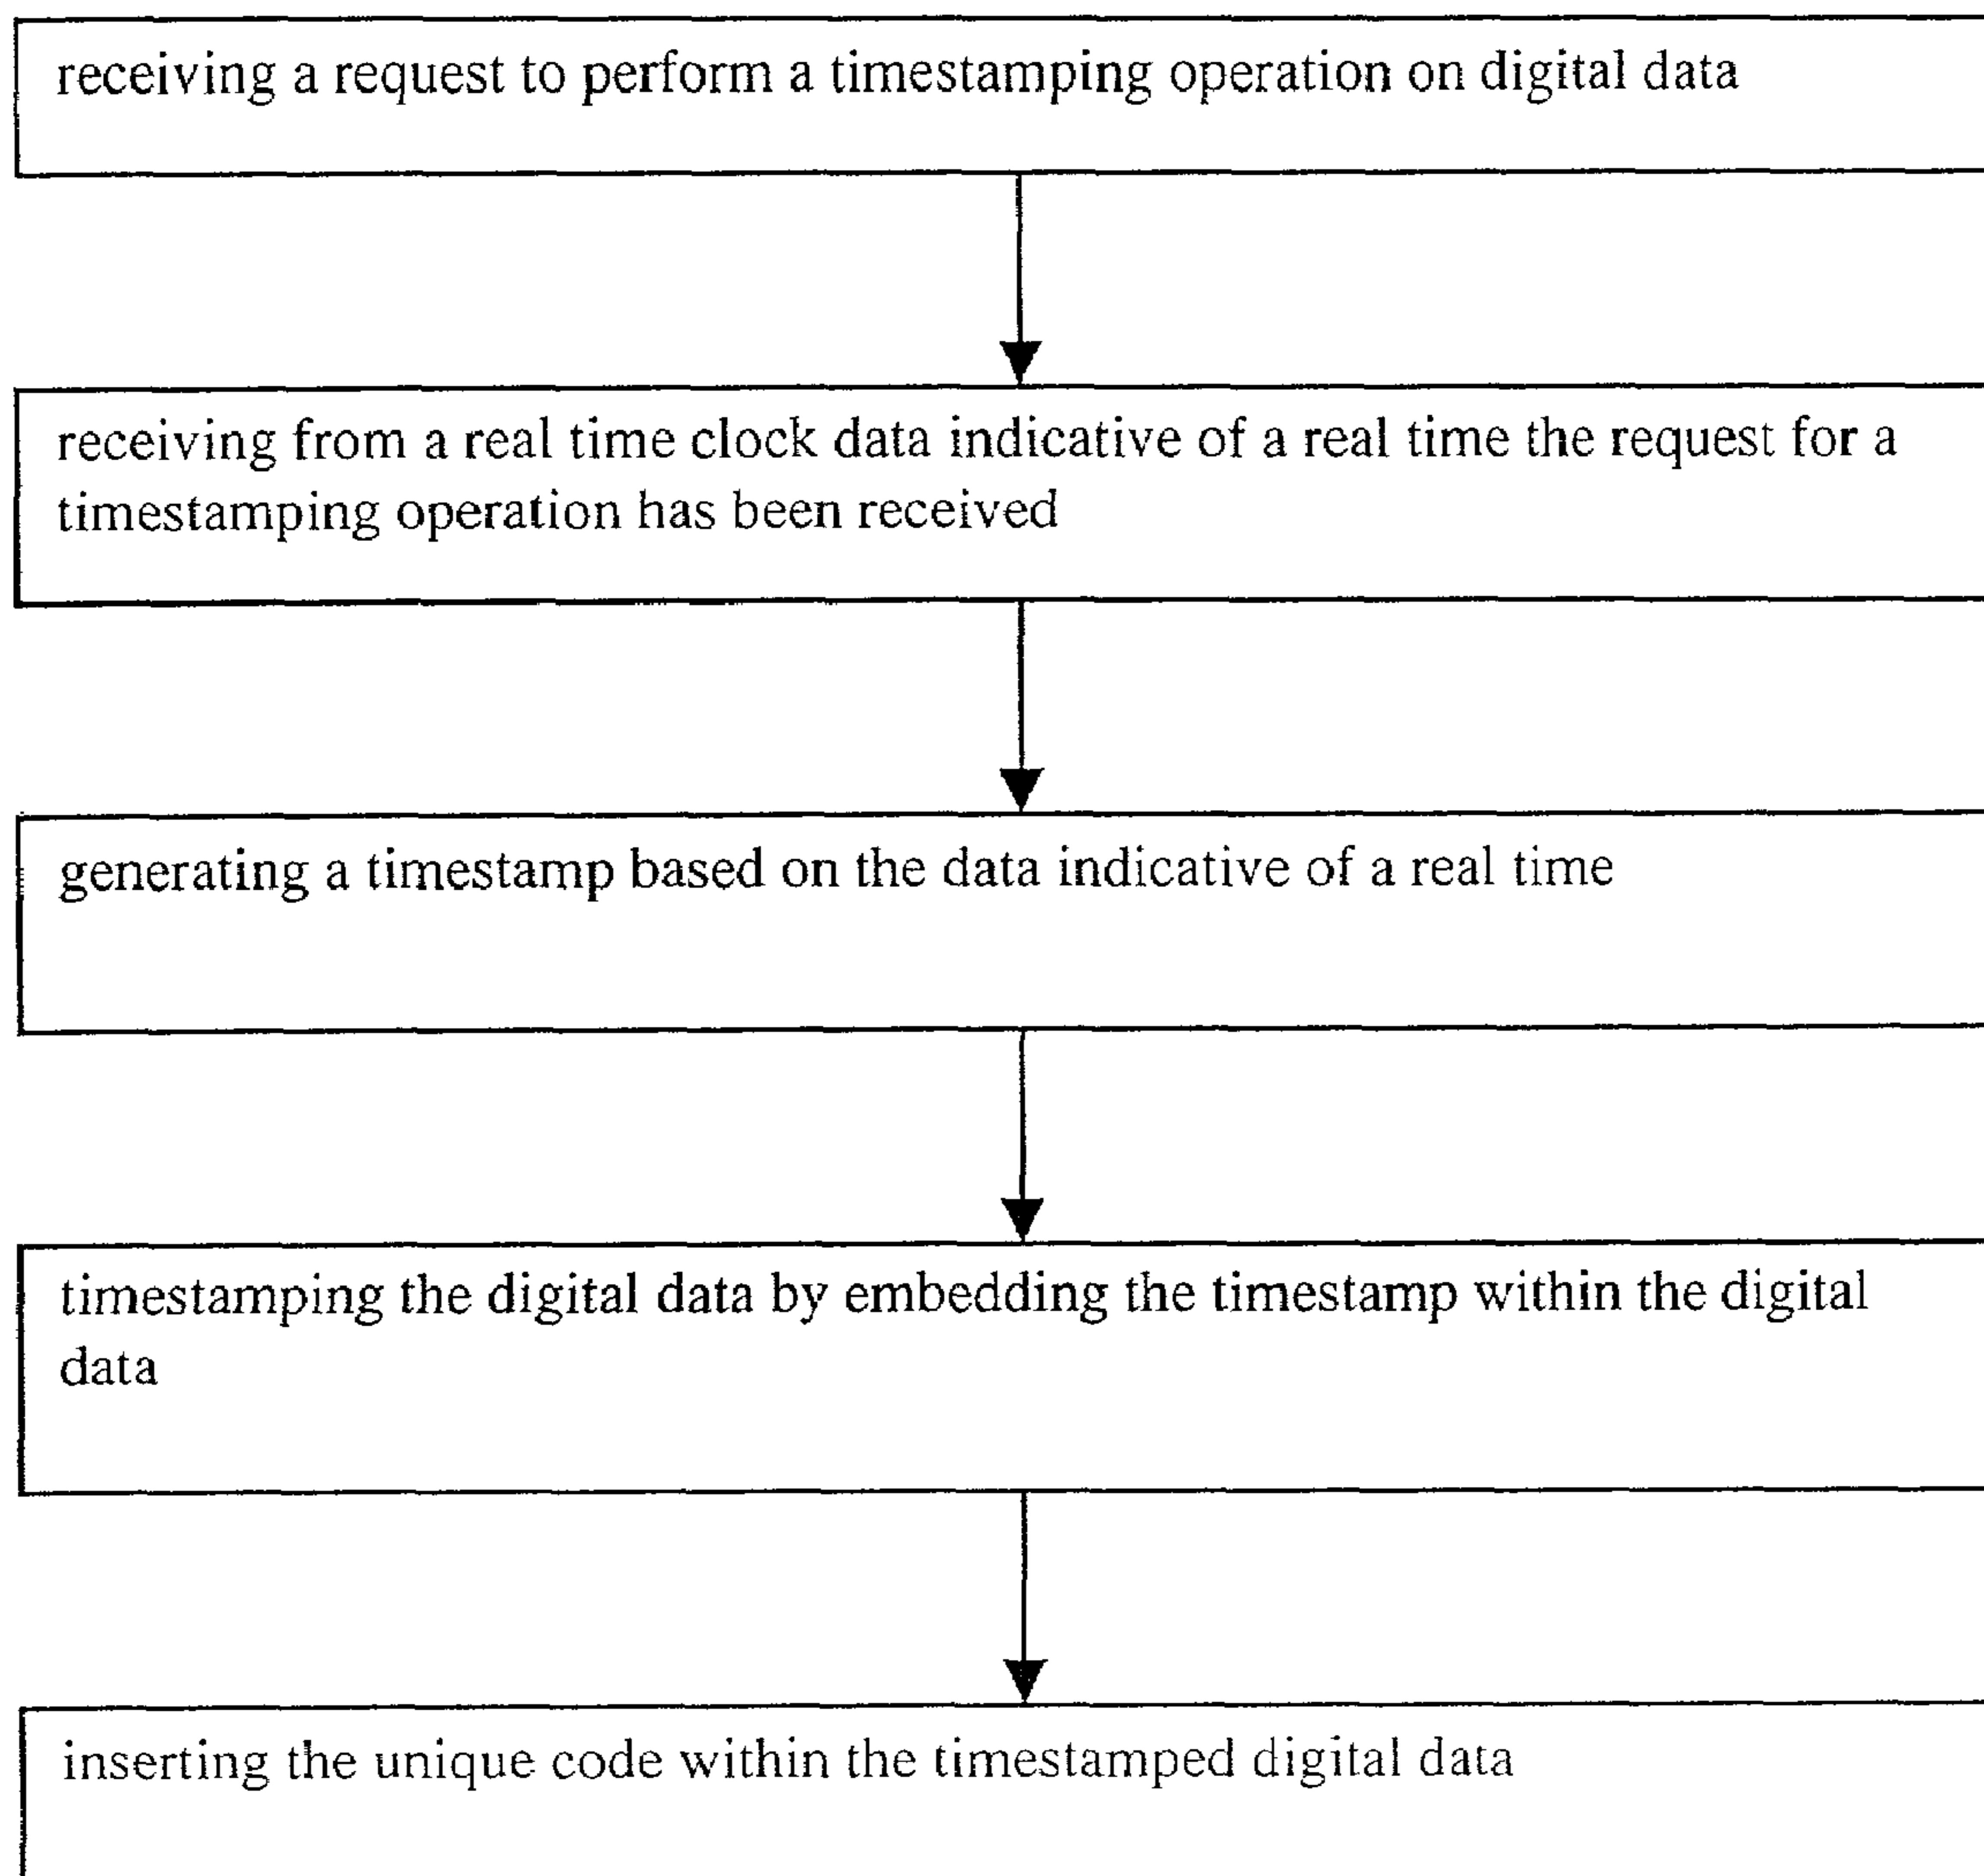 receiving a request to perform a timestamping operation on digital data
receiving from a real time clock data indicative of a real time the request for a
timestamping operation has been received
generating a timestamp based on the data indicative of a real time
timestamping the digital data by embedding the timestamp within the digital
data
inserting the unique code within the timestamped digital data